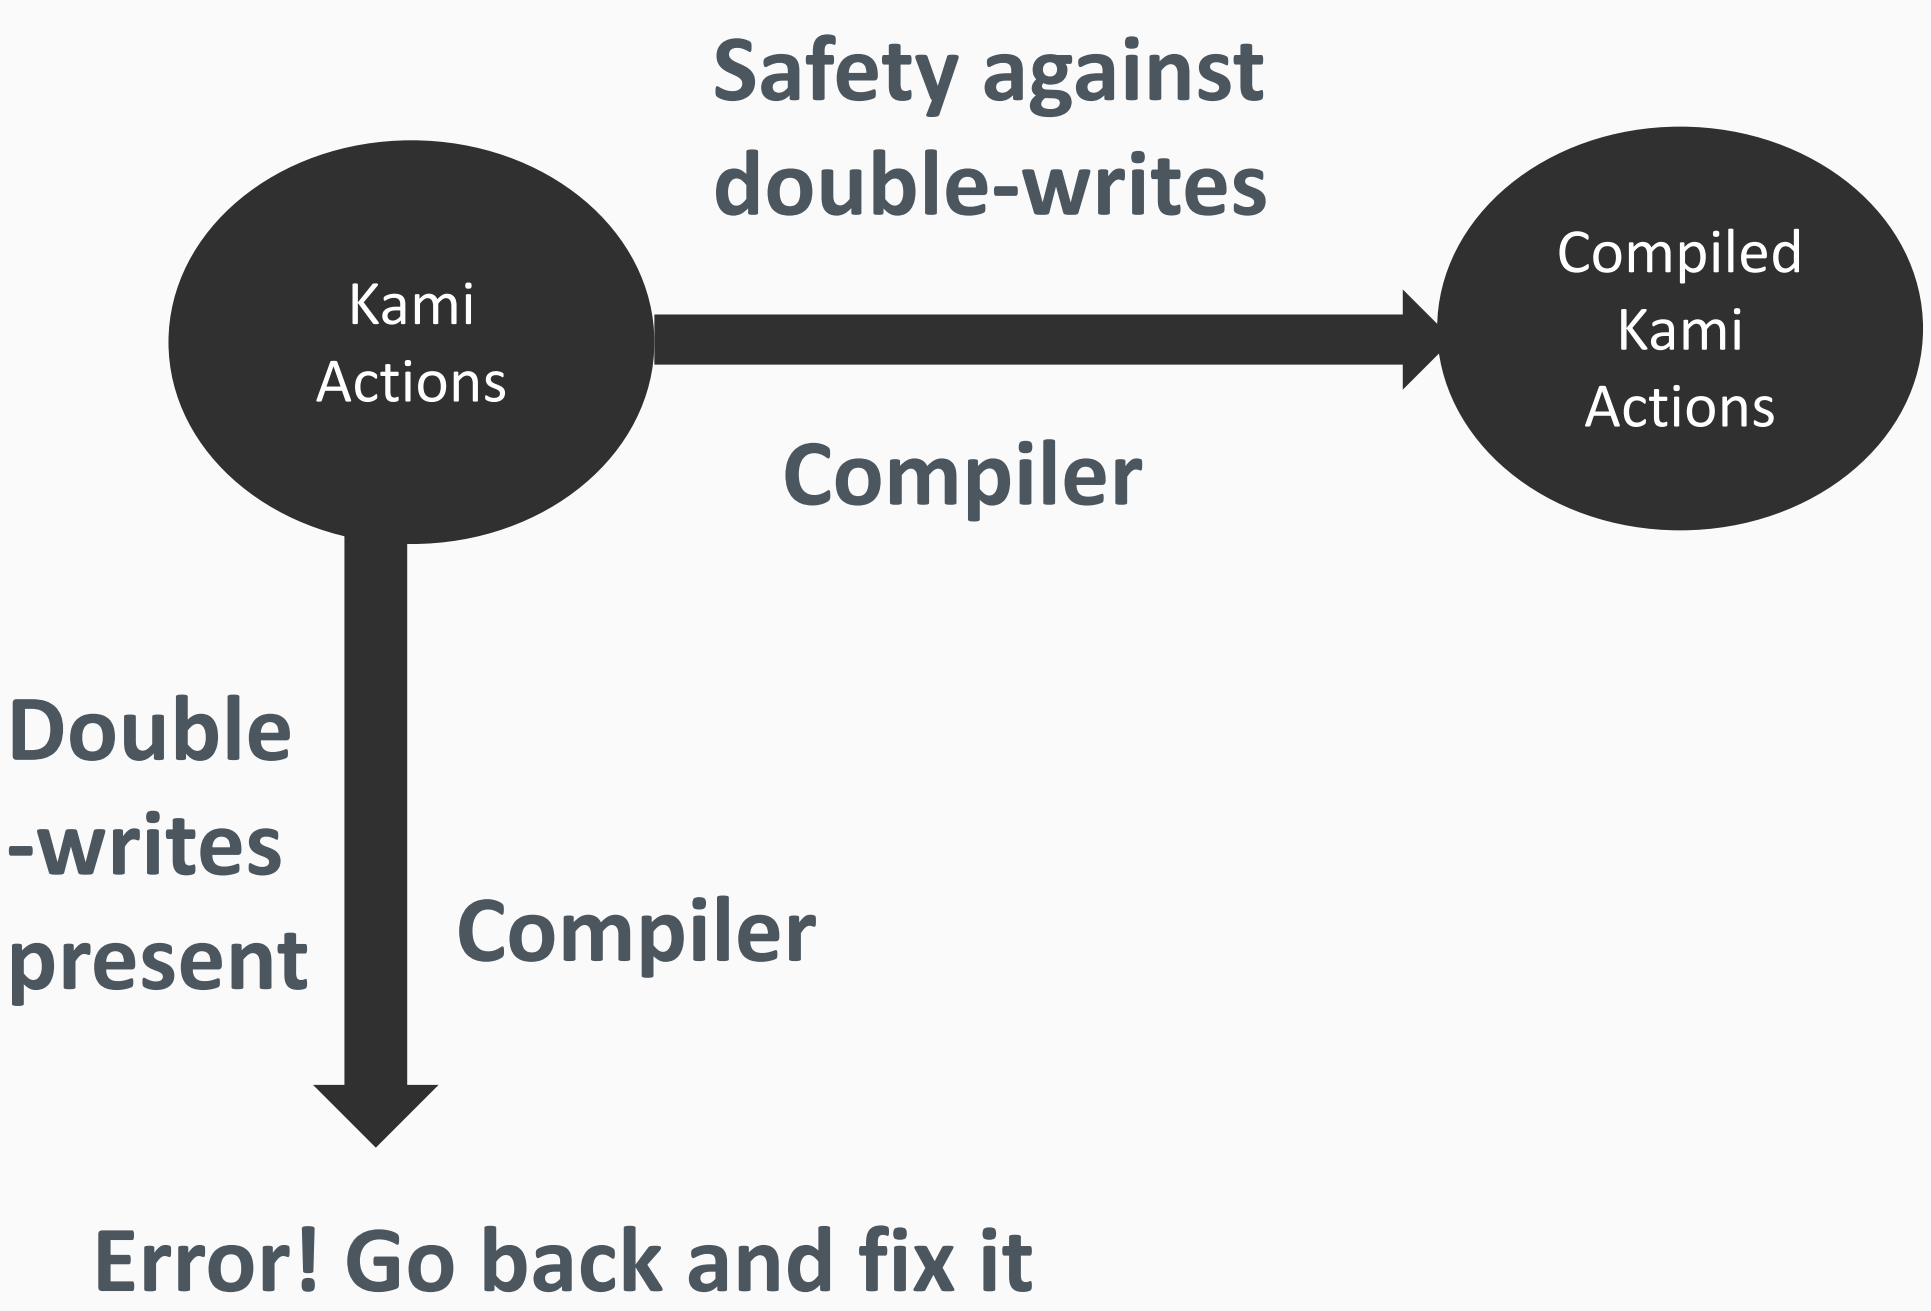 Safety against
double-writes
Kami
Actions
Compiled
Kami
Actions
Compiler
Double
-writes
present
Compiler
Error! Go back and fix it